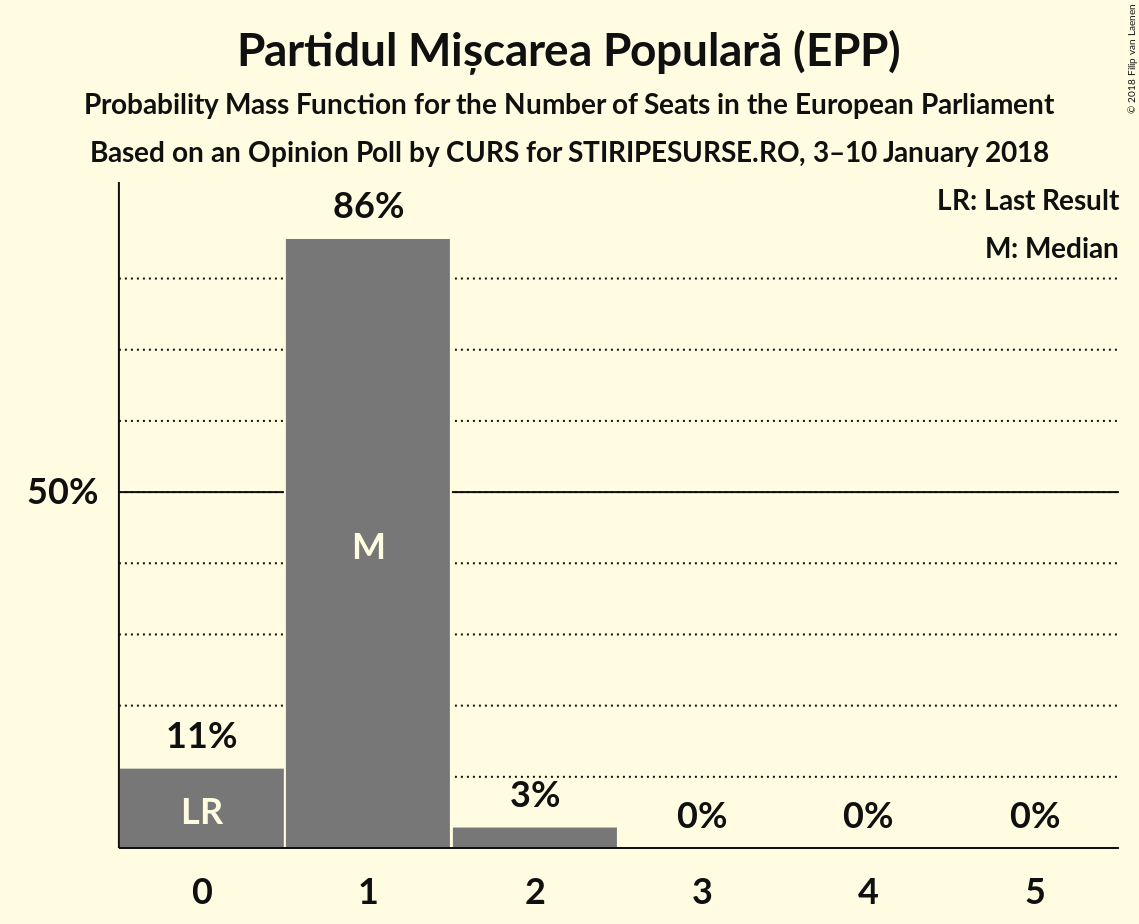 Partidul Mișcarea Populară (EPP)
Probability Mass Function for the Number of Seats in the European Parliament
Based on an Opinion Poll by CURS for STIRIPESURSE.RO, 3–10 January 2018
© 2018 Filip van Laenen
LR: Last Result
M: Median
86%
50%
M
11%
LR
3%
0%
0%
0%
0 1 2 3 4 5